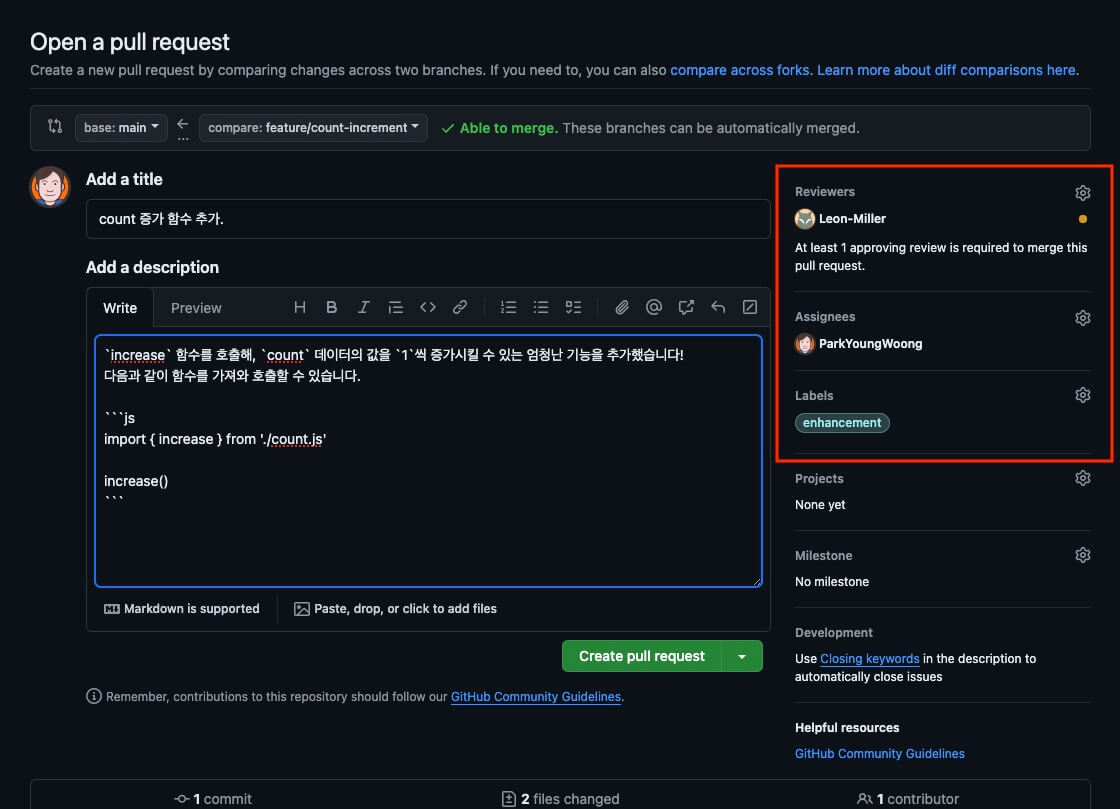 Open a pull request
Create a new pull request by comparing changes across two branches. If you need to, you can also compare across forks. Learn more about diff comparisons here.
base: main
compare: feature/count-increment
Able to merge. These branches can be automatically merged.
Add a title
count 증가 함수 추가.
Add a description
Write
Preview
`increase` 함수를 호출해, `count` 데이터의 값을 `1`씩 증가시킬 수 있는 엄청난 기능을 추가했습니다!
다음과 같이 함수를 가져와 호출할 수 있습니다.
```js
import { increase } from './count.js'
increase()
```
Markdown is supported
Paste, drop, or click to add files
Create pull request
Remember, contributions to this repository should follow our GitHub Community Guidelines.
Reviewers
Leon-Miller
At least 1 approving review is required to merge this
pull request.
Assignees
ParkYoungWoong
Labels
enhancement
Projects
None yet
Milestone
No milestone
Development
Use Closing keywords in the description to
automatically close issues
Helpful resources
GitHub Community Guidelines
1 commit
2 files changed
1 contributor